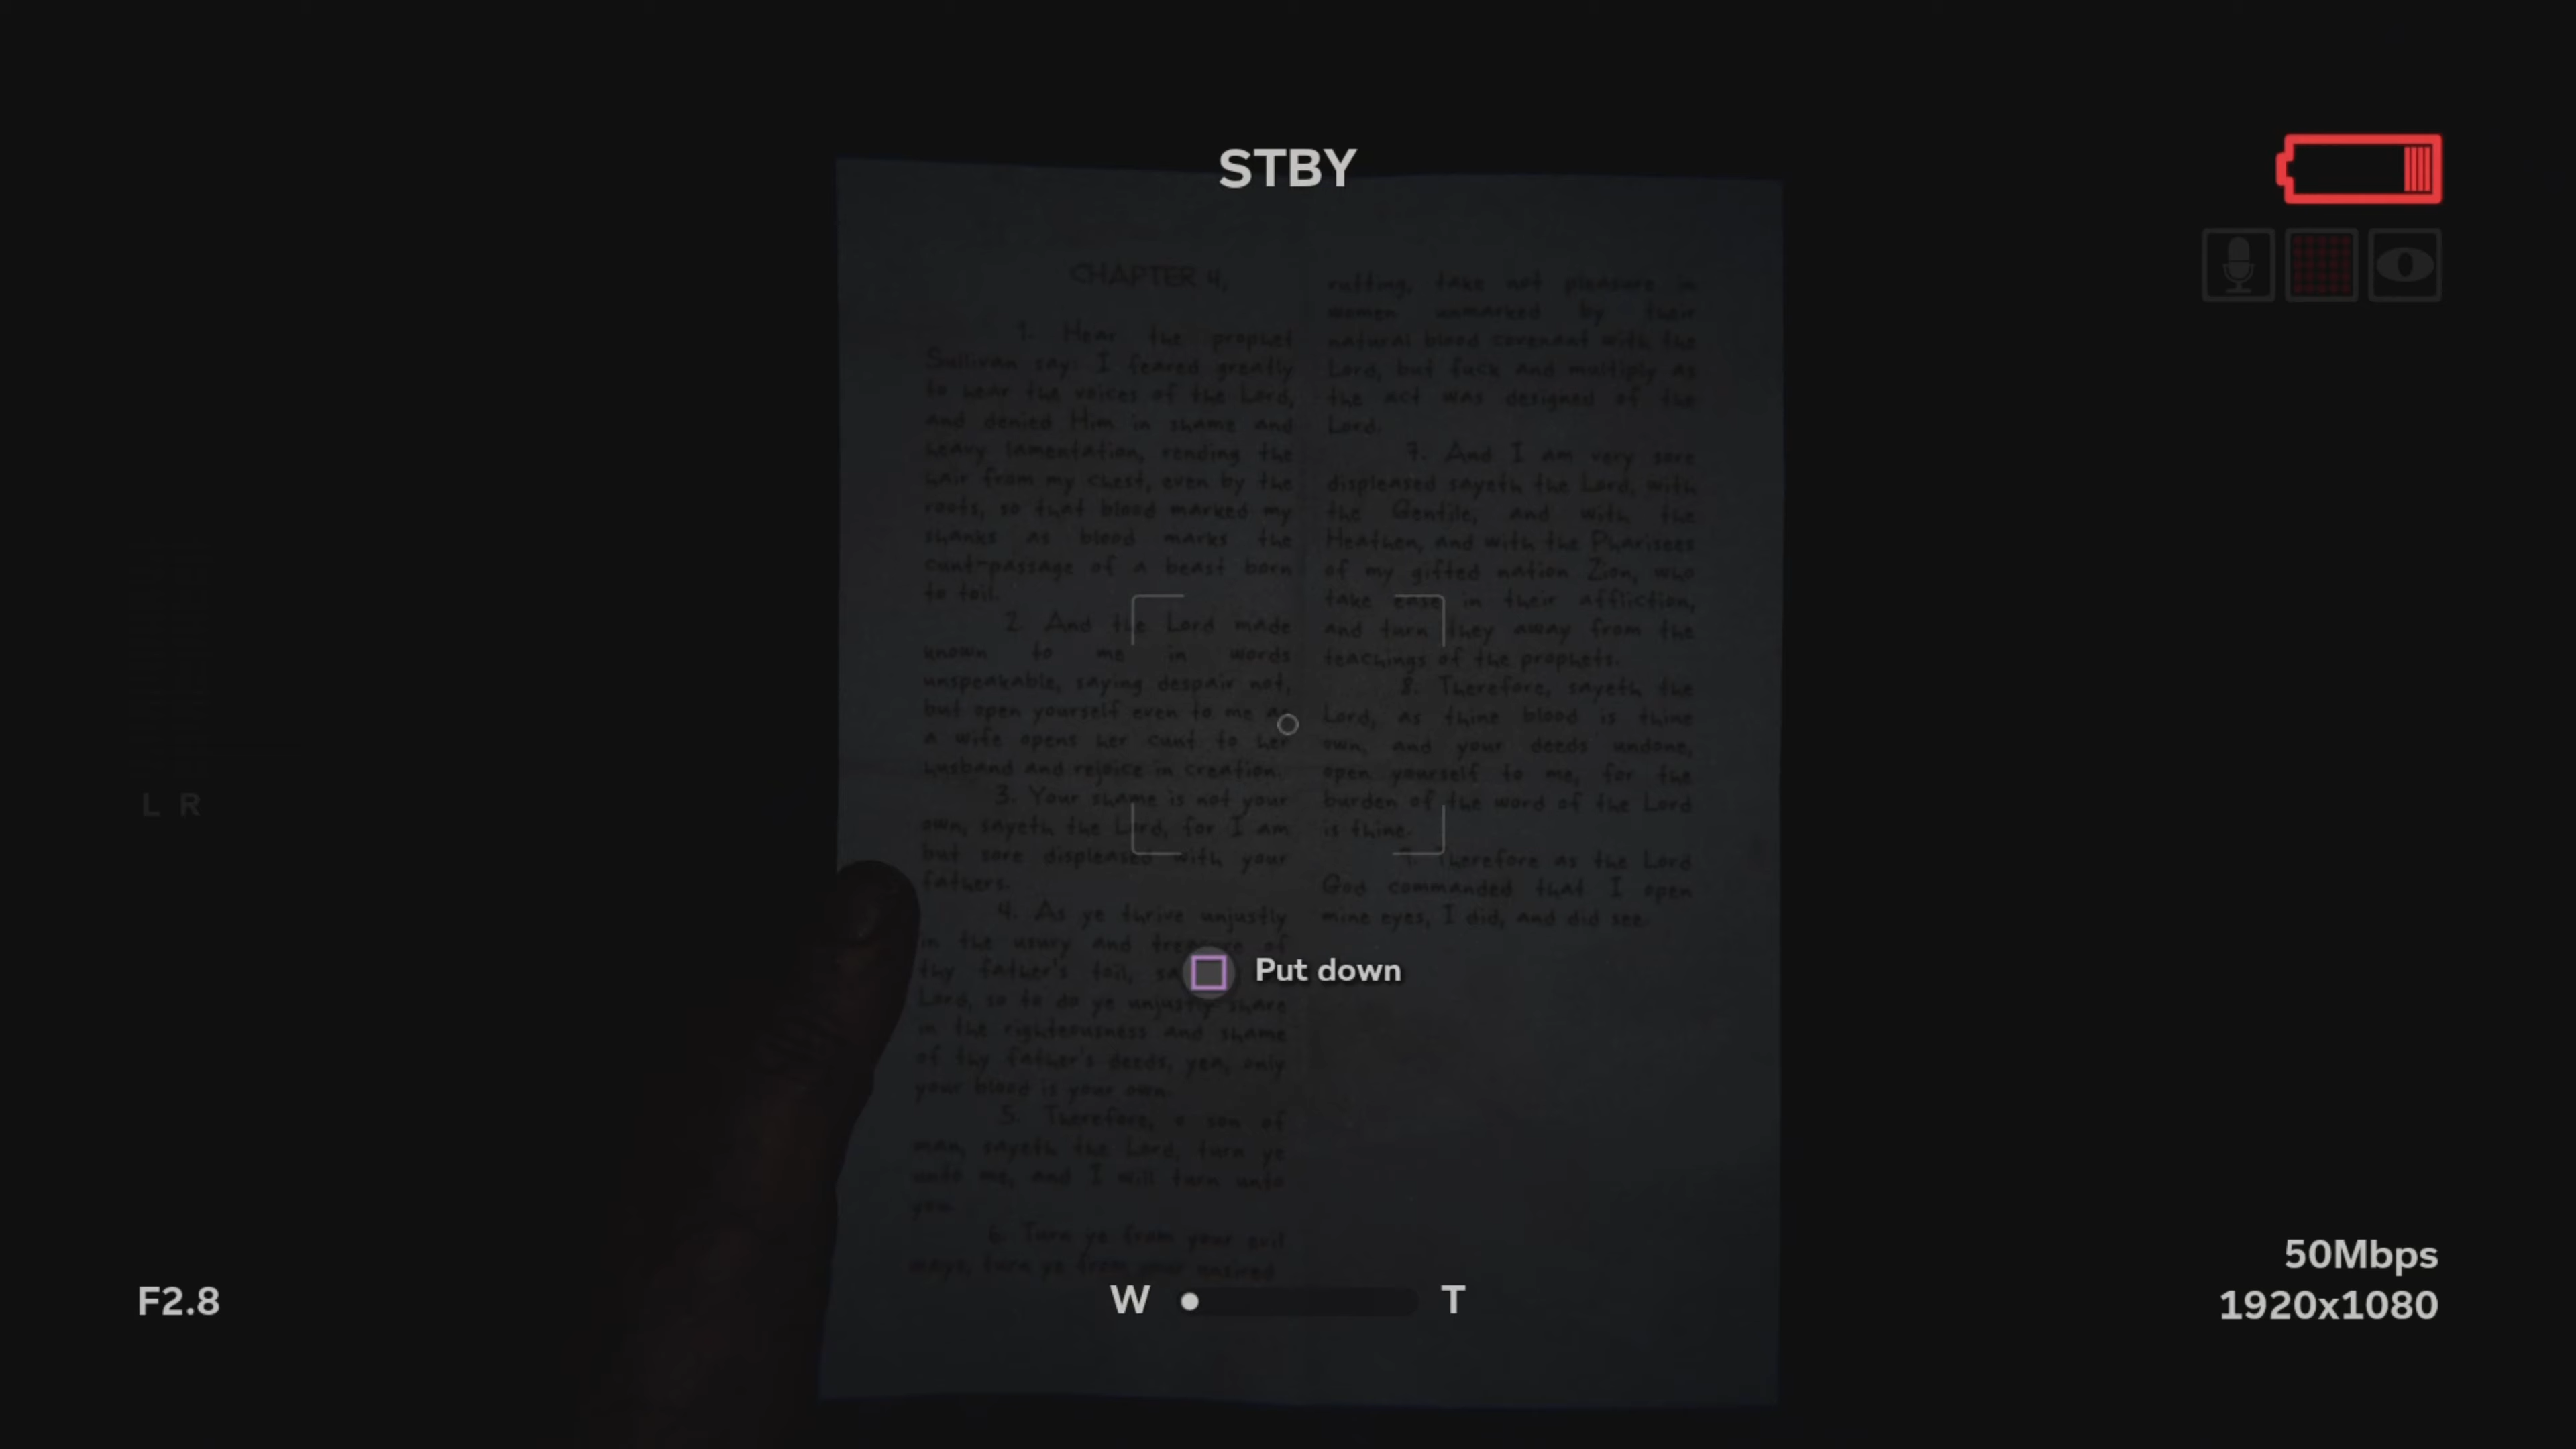 STBY
CHAPTER 4,
1. Hear the prophet
Sullivan say: I feared greatly
to hear the voices of the Lord,
and denied Him in shame and
heavy lamentation, rending the
hair from my chest, even by the
roots, so that blood marked my
shanks as blood marks the
cunt-passage of a beast born
to toil.
2. And the Lord made
known to me in words
unspeakable, saying despair not,
but open yourself even to me as
a wife opens her cunt to her
husband and rejoice in creation.
3. Your shame is not your
own, sayeth the Lord, for I am
but sore displeased with your
fathers.
4. As ye thrive unjustly
in the usury and treasure of
thy father's toil,
Lord, so to do ye unjustly share
in the righteousness and shame
of thy father's deeds, yea, only
your blood is your own.
5. Therefore, o son of
man, sayeth the Lord, turn ye
unto me, and I will turn unto
you.
6. Turn ye from your evil
ways, turn ye from your
rutting, take not pleasure in
women unmarked by their
natural blood covenant with the
Lord, but fuck and multiply as
the act was designed of the
Lord.
7. And I am very sore
displeased sayeth the Lord, with
the Gentile, and with the
Heathen, and with the Pharisees
of my gifted nation Zion, who
take ease in their affliction,
and turn they away from the
teachings of the prophets.
8. Therefore, sayeth the
Lord, as thine blood is thine
own, and your deeds undone,
open yourself to me, for the
burden of the word of the Lord
is thine.
9. Therefore as the Lord
God commanded that I open
mine eyes, I did, and did see.
Put down
L R
F2.8
W T
50Mbps
1920x1080